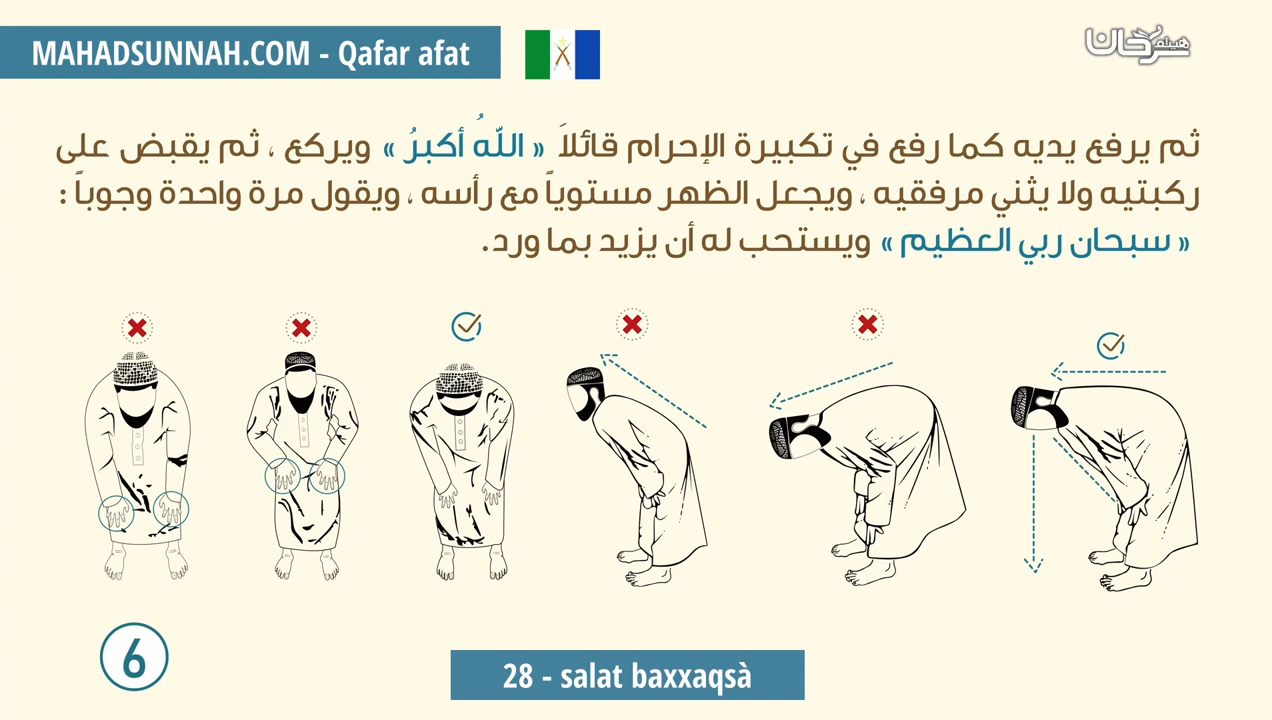 MAHADSUNNAH.COM - Qafar afat
هيثم سرحان
ثم يرفع يديه كما رفع في تكبيرة الإحرام قائلاً « اللّهُ أكبرُ » ويركع ، ثم يقبض على
ركبتيه ولا يثني مرفقيه ، ويجعل الظهر مستوياً مع رأسه ، ويقول مرة واحدة وجوباً :
« سبحان ربي العظيم » ويستحب له أن يزيد بما ورد.
6
28 - salat baxxaqsà